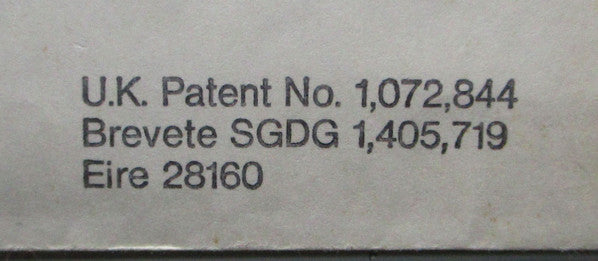 U.K. Patent No. 1,072,844
Brevete SGDG 1,405,719
Eire 28160